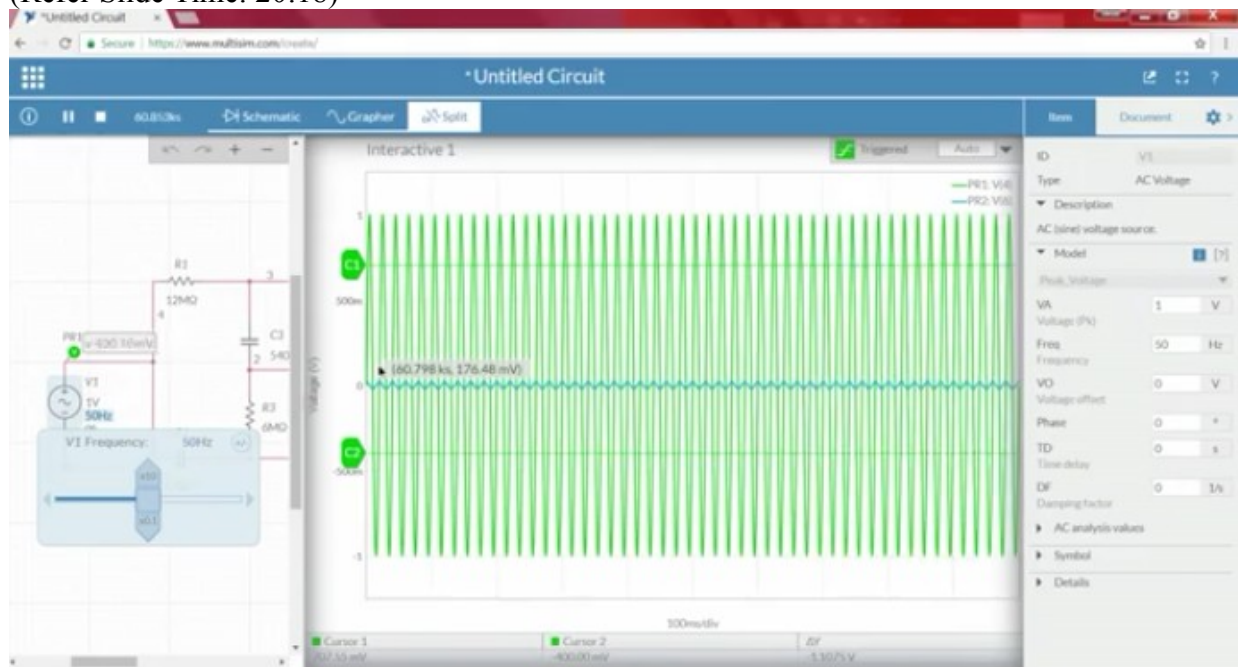 (Refer Slide Time: 20:18)
*Untitled Circuit
Secure https://www.multisim.com/create/
*Untitled Circuit
Schematic
Grapher
Split
Item
Document
Interactive 1
Triggered
Auto
PR1: V(4)
PR2: V(6)
1
500m
0
-500m
-1
C1
C2
Voltage (V)
(60.798 ks, 176.48 mV)
100ms/div
Cursor 1
Cursor 2
707.55 mV
-400.00 mV
-1.1075 V
R1
12MΩ
3
4
PR1
C3
2
540
R3
6MΩ
V1
1V
50Hz
V1 Frequency: 50Hz
x10
x0.1
ID V1
Type AC Voltage
Description
AC (sine) voltage source.
Model [?]
Peak_Voltage
VA 1 V
Voltage (Pk)
Freq 50 Hz
Frequency
VO 0 V
Voltage offset
Phase 0 °
TD 0 s
Time delay
DF 0 1/s
Damping factor
AC analysis values
Symbol
Details